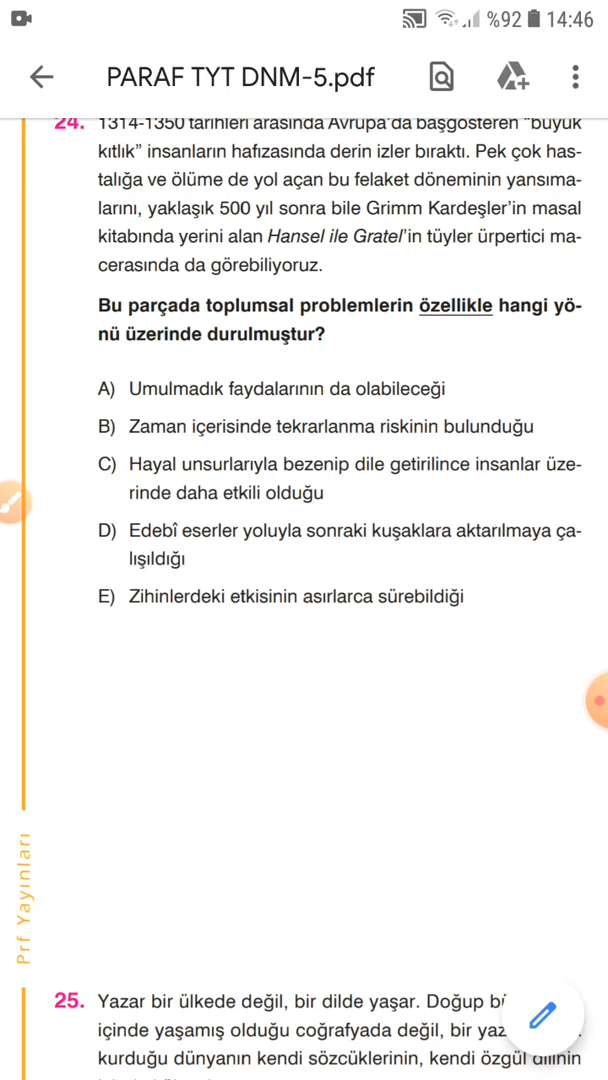 %92 14:46
PARAF TYT DNM-5.pdf
24. 1314-1350 tarihleri arasında Avrupa'da başgösteren "büyük
kıtlık" insanların hafızasında derin izler bıraktı. Pek çok has-
talığa ve ölüme de yol açan bu felaket döneminin yansıma-
larını, yaklaşık 500 yıl sonra bile Grimm Kardeşler'in masal
kitabında yerini alan Hansel ile Gratel'in tüyler ürpertici ma-
cerasında da görebiliyoruz.
Bu parçada toplumsal problemlerin özellikle hangi yö-
nü üzerinde durulmuştur?
A) Umulmadık faydalarının da olabileceği
B) Zaman içerisinde tekrarlanma riskinin bulunduğu
C) Hayal unsurlarıyla bezenip dile getirilince insanlar üze-
rinde daha etkili olduğu
D) Edebî eserler yoluyla sonraki kuşaklara aktarılmaya ça-
lışıldığı
E) Zihinlerdeki etkisinin asırlarca sürebildiği
Prf Yayınları
25. Yazar bir ülkede değil, bir dilde yaşar. Doğup
içinde yaşamış olduğu coğrafyada değil, bir
kurduğu dünyanın kendi sözcüklerinin, kendi özgül dilinin